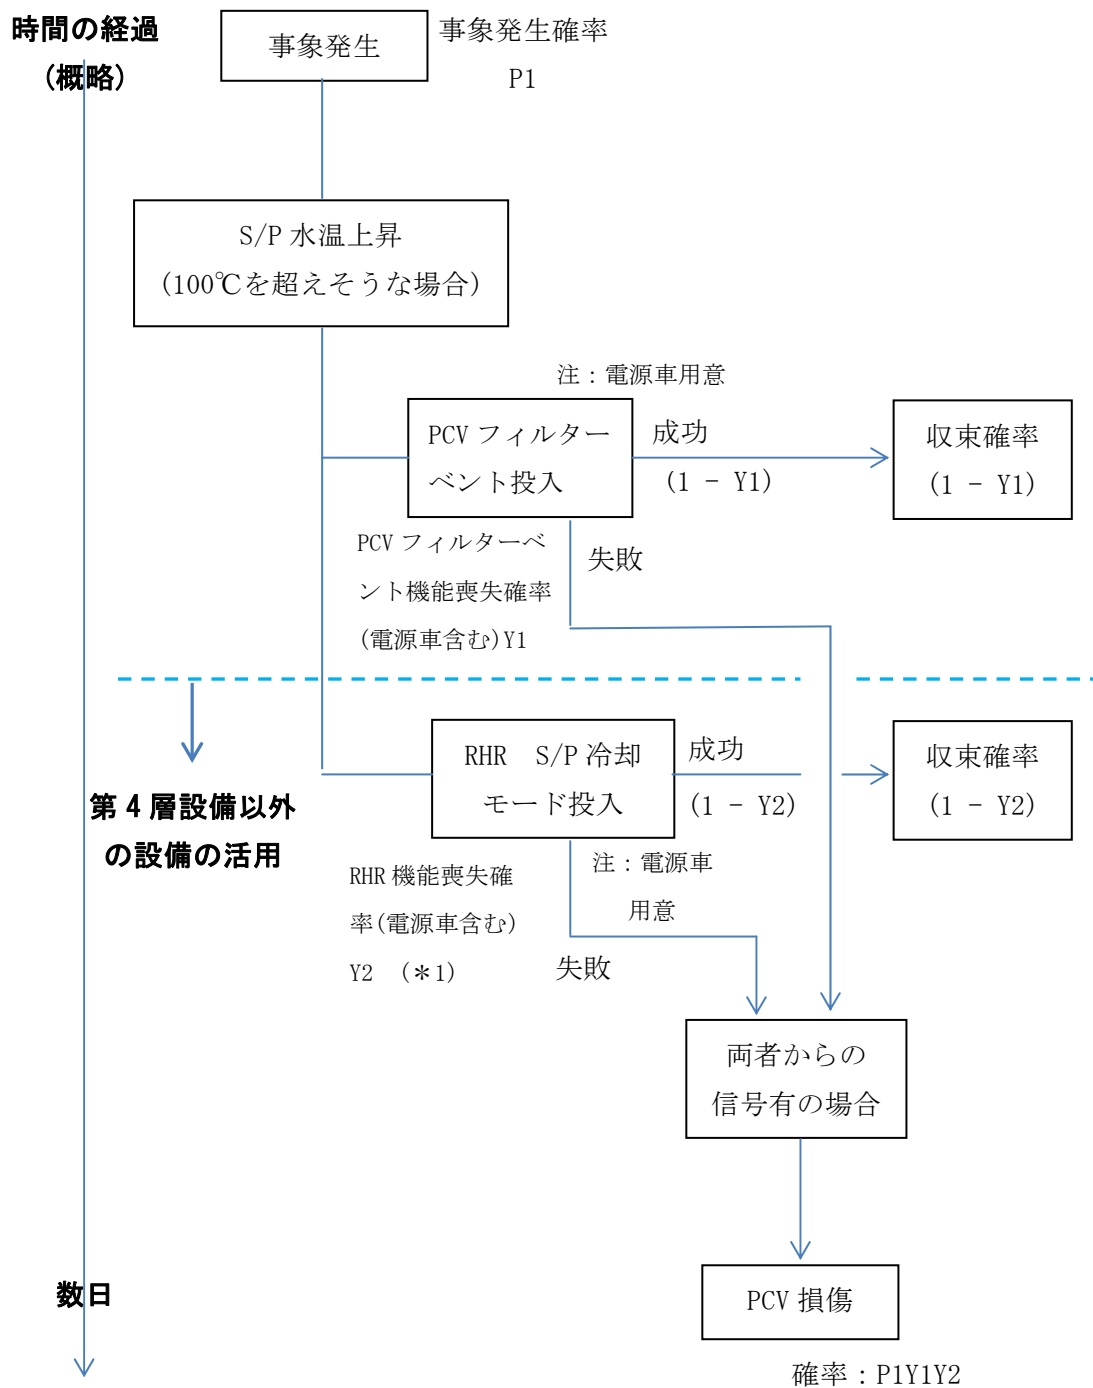 時間の経過
(概略)
事象発生
事象発生確率
P1
S/P 水温上昇
(100℃を超えそうな場合)
注：電源車用意
PCV フィルター
ベント投入
成功
(1 - Y1)
収束確率
(1 - Y1)
PCV フィルターベ
ント機能喪失確率
(電源車含む)Y1
失敗
第 4 層設備以外
の設備の活用
RHR　S/P 冷却
モード投入
成功
(1 - Y2)
収束確率
(1 - Y2)
RHR 機能喪失確
率(電源車含む)
Y2　(＊1)
注：電源車
用意
失敗
両者からの
信号有の場合
数日
PCV 損傷
確率：P1Y1Y2